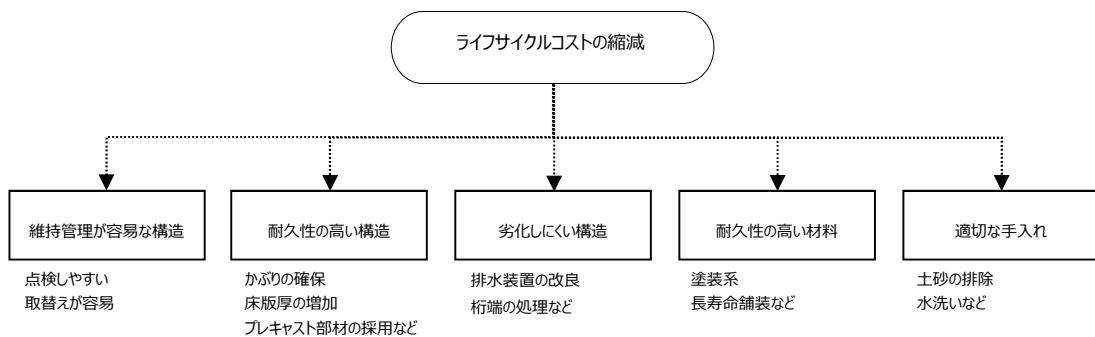 ライフサイクルコストの縮減
維持管理が容易な構造
点検しやすい
取替えが容易
耐久性の高い構造
かぶりの確保
床版厚の増加
プレキャスト部材の採用など
劣化しにくい構造
排水装置の改良
桁端の処理など
耐久性の高い材料
塗装系
長寿命舗装など
適切な手入れ
土砂の排除
水洗いなど